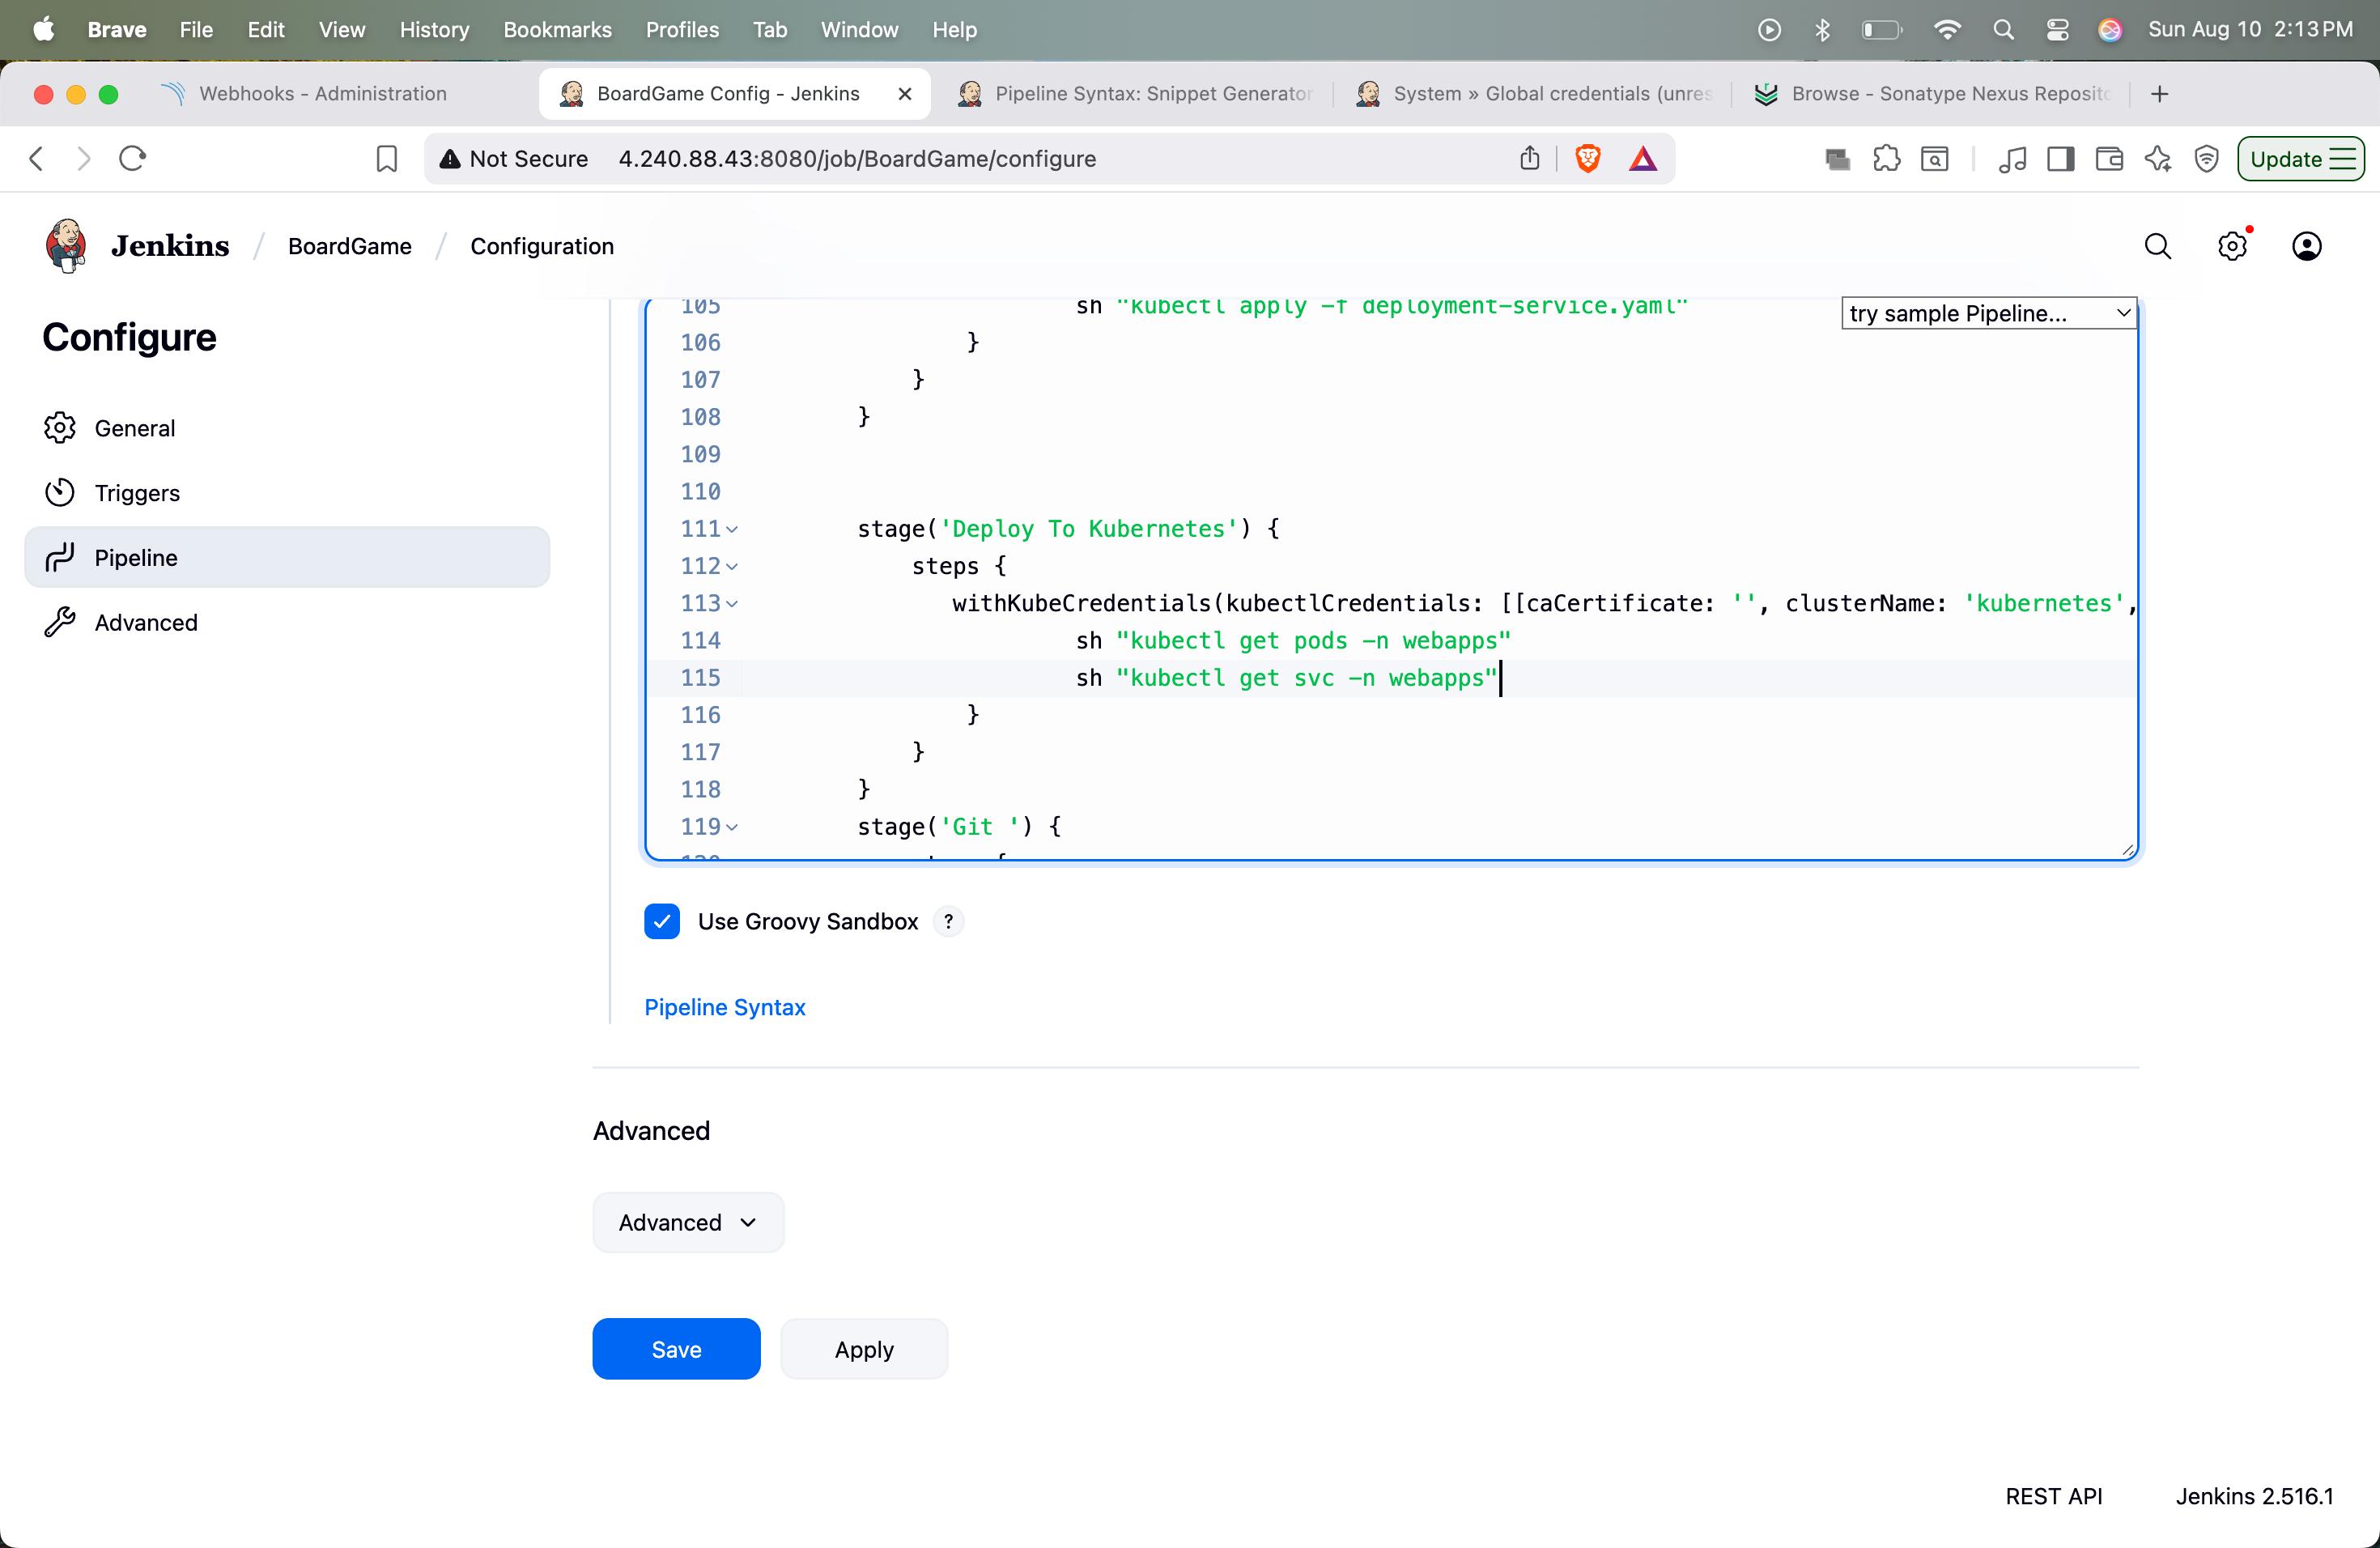 Brave File Edit View History Bookmarks Profiles Tab Window Help Sun Aug 10 2:13 PM
Webhooks - Administration BoardGame Config - Jenkins Pipeline Syntax: Snippet Generator System » Global credentials (unres Browse - Sonatype Nexus Reposito
Not Secure 4.240.88.43:8080/job/BoardGame/configure Update
Jenkins / BoardGame / Configuration
Configure
General
Triggers
Pipeline
Advanced
try sample Pipeline...
105 sh "kubectl apply -f deployment-service.yaml"
106 }
107 }
108 }
109
110
111 stage('Deploy To Kubernetes') {
112 steps {
113 withKubeCredentials(kubectlCredentials: [[caCertificate: '', clusterName: 'kubernetes',
114 sh "kubectl get pods -n webapps"
115 sh "kubectl get svc -n webapps"
116 }
117 }
118 }
119 stage('Git ') {
Use Groovy Sandbox ?
Pipeline Syntax
Advanced
Advanced
Save Apply
REST API Jenkins 2.516.1